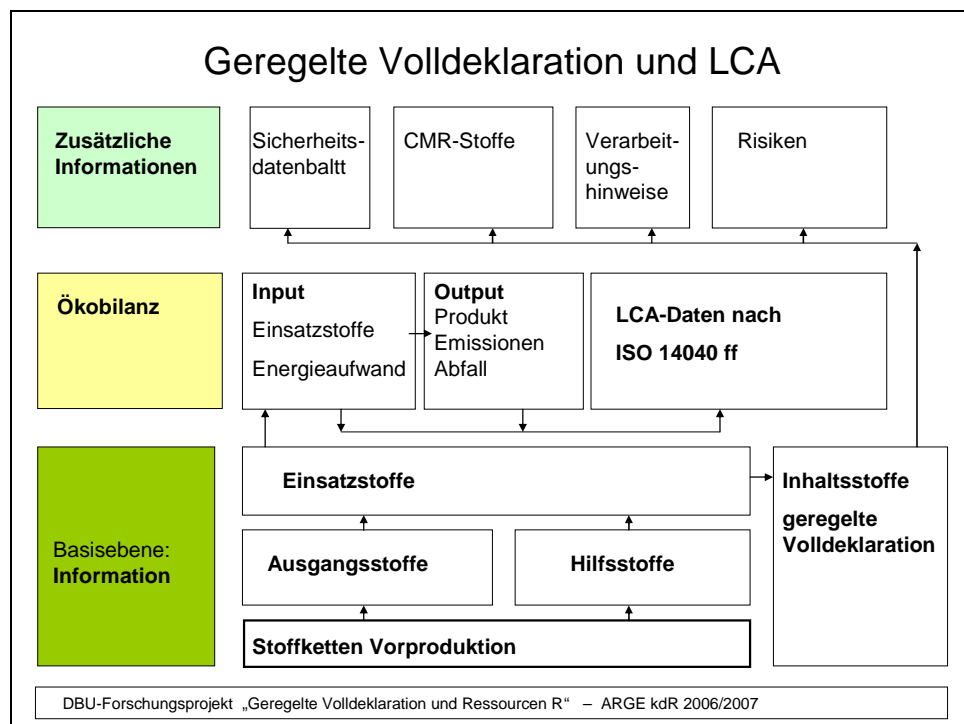 Geregelte Volldeklaration und LCA
Zusätzliche
Informationen
Sicherheits-
datenbaltt
CMR-Stoffe
Verarbeit-
ungs-
hinweise
Risiken
Ökobilanz
Input
Einsatzstoffe
Energieaufwand
Output
Produkt
Emissionen
Abfall
LCA-Daten nach
ISO 14040 ff
Basisebene:
Information
Einsatzstoffe
Ausgangsstoffe
Hilfsstoffe
Stoffketten Vorproduktion
Inhaltsstoffe
geregelte
Volldeklaration
DBU-Forschungsprojekt „Geregelte Volldeklaration und Ressourcen R“ – ARGE kdR 2006/2007